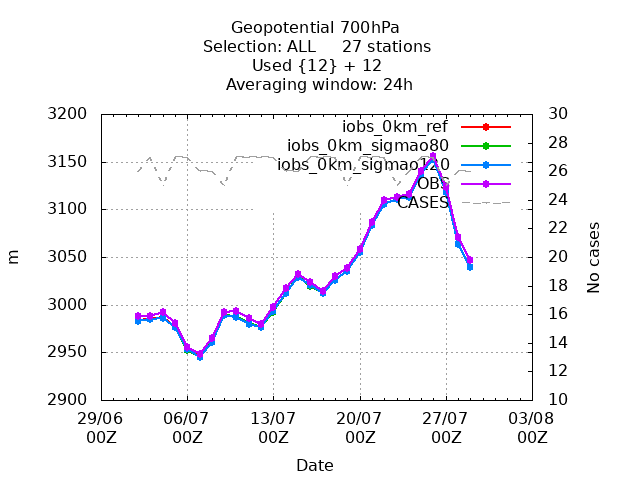 Geopotential 700hPa
Selection: ALL 27 stations
Used {12} + 12
Averaging window: 24h
3200
3150
3100
3050
3000
2950
2900
m
30
28
26
24
22
20
18
16
14
12
10
No cases
iobs_0km_ref
iobs_0km_sigmao80
iobs_0km_sigmao120
OBS
CASES
29/06 06/07 13/07 20/07 27/07 03/08
00Z 00Z 00Z 00Z 00Z 00Z
Date